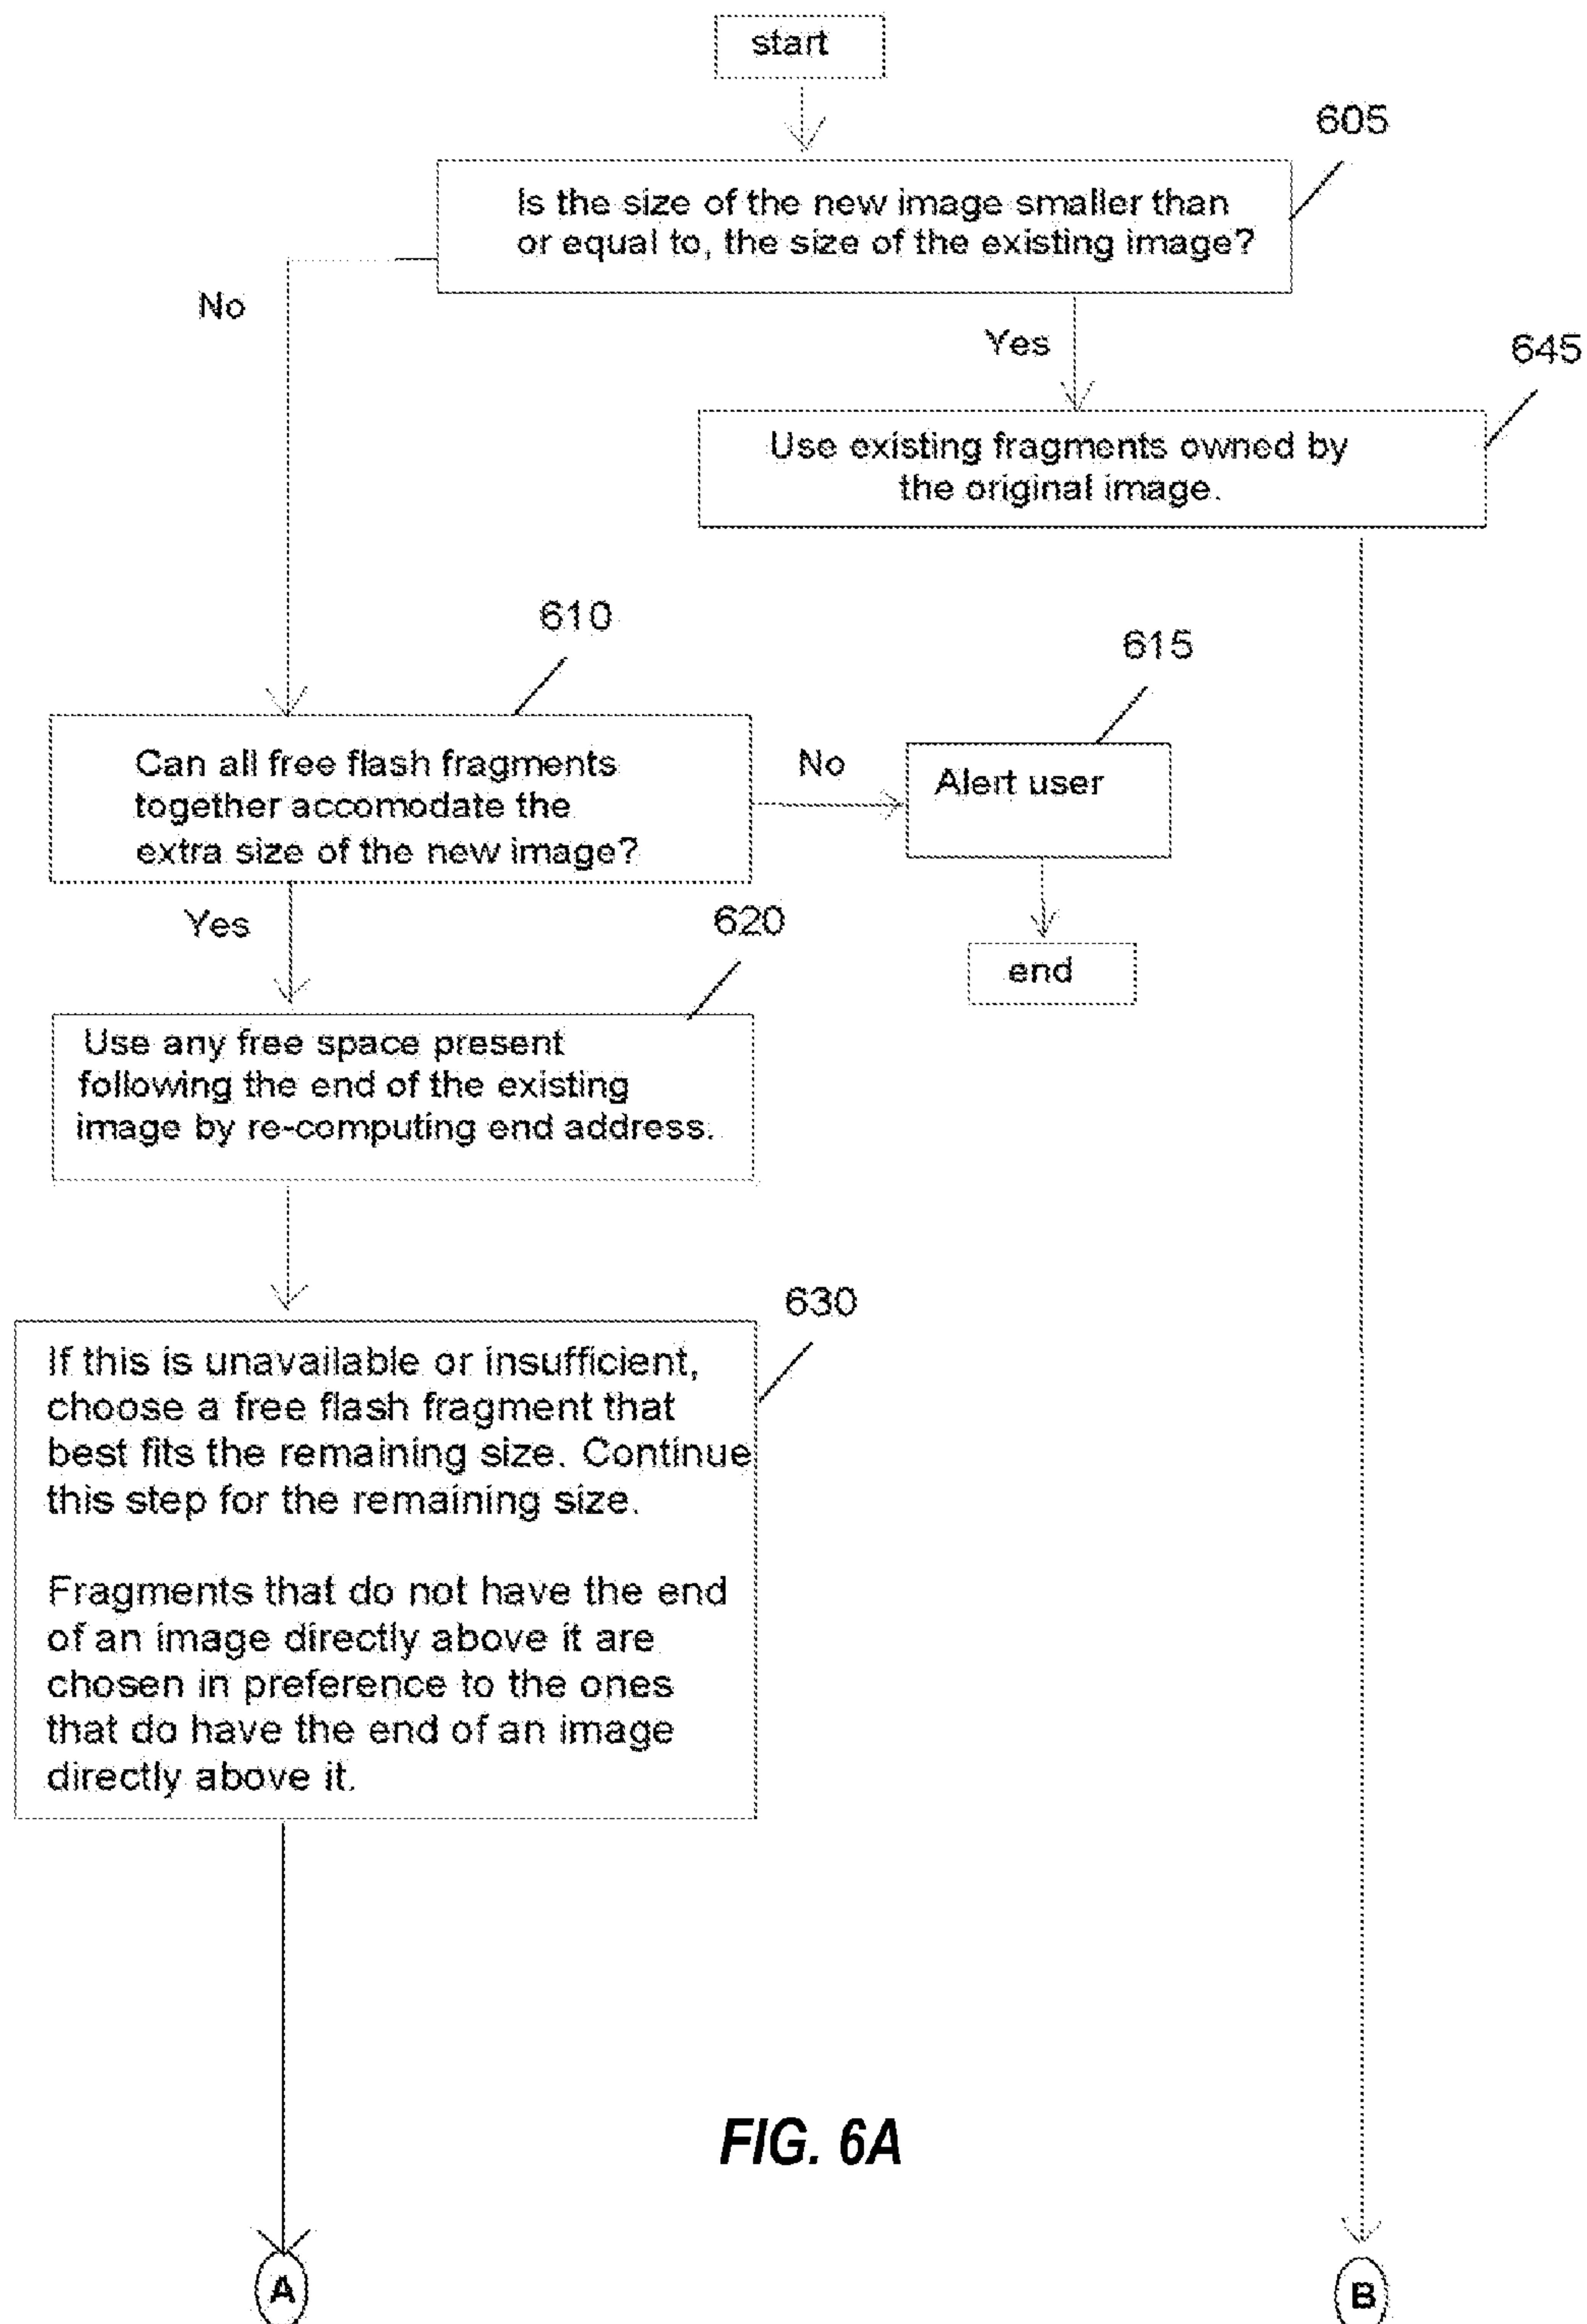 start
605
Is the size of the new image smaller than
or equal to, the size of the existing image?
No
Yes
645
Use existing fragments owned by
the original image.
610
615
Can all free flash fragments
together accomodate the
extra size of the new image?
No
Alert user
Yes
620
end
Use any free space present
following the end of the existing
image by re-computing end address.
630
If this is unavailable or insufficient,
choose a free flash fragment that
best fits the remaining size. Continue
this step for the remaining size.
Fragments that do not have the end
of an image directly above it are
chosen in preference to the ones
that do have the end of an image
directly above it.
FIG. 6A
A
B